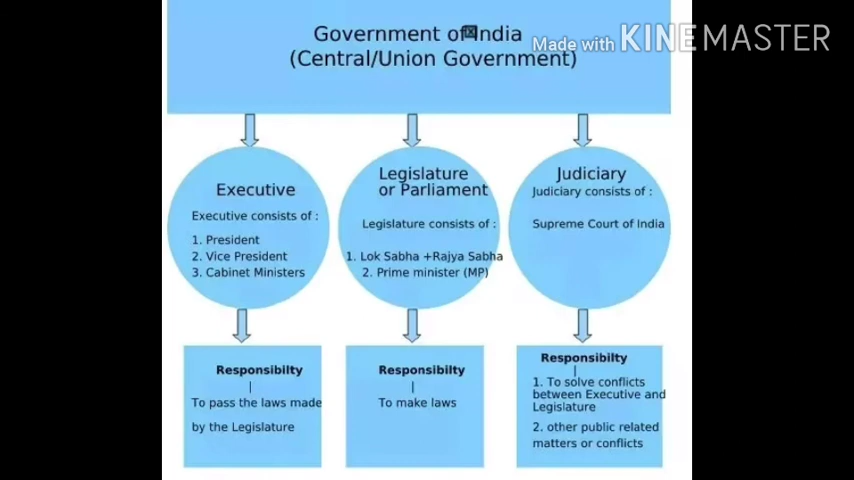 Government of India
(Central/Union Government)
Made with KINEMASTER
Executive
Executive consists of :
1. President
2. Vice President
3. Cabinet Ministers
Legislature
or Parliament
Legislature consists of :
1. Lok Sabha +Rajya Sabha
2. Prime minister (MP)
Judiciary
Judiciary consists of :
Supreme Court of India
Responsibilty
To pass the laws made
by the Legislature
Responsibilty
To make laws
Responsibilty
1. To solve conflicts
between Executive and
Legislature
2. other public related
matters or conflicts